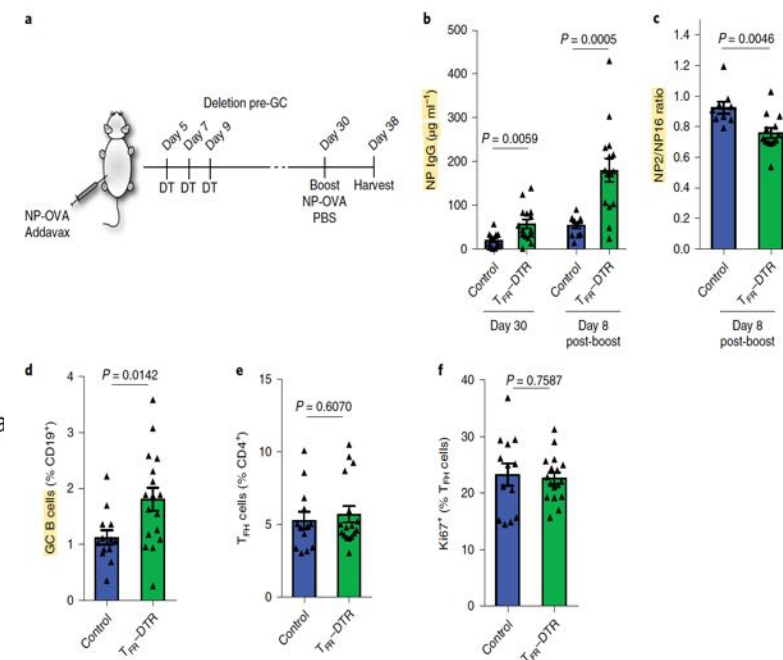 a
Deletion pre-GC
Day 5
Day 7
Day 9
Day 30
Day 38
DT
DT
DT
Boost
NP-OVA
PBS
Harvest
NP-OVA
Addavax
b
NP IgG (μg ml⁻¹)
500
400
300
200
100
0
P = 0.0059
P = 0.0005
Control
TFR–DTR
Control
TFR–DTR
Day 30
Day 8
post-boost
c
NP2/NP16 ratio
1.4
1.2
1.0
0.8
0.6
0.4
0.2
0.0
P = 0.0046
Control
TFR–DTR
Day 8
post-boost
a
d
GC B cells (% CD19⁺)
4
3
2
1
0
P = 0.0142
Control
TFR–DTR
e
TFH cells (% CD4⁺)
15
10
5
0
P = 0.6070
Control
TFR–DTR
f
Ki67⁺ (% TFH cells)
40
30
20
10
0
P = 0.7587
Control
TFR–DTR